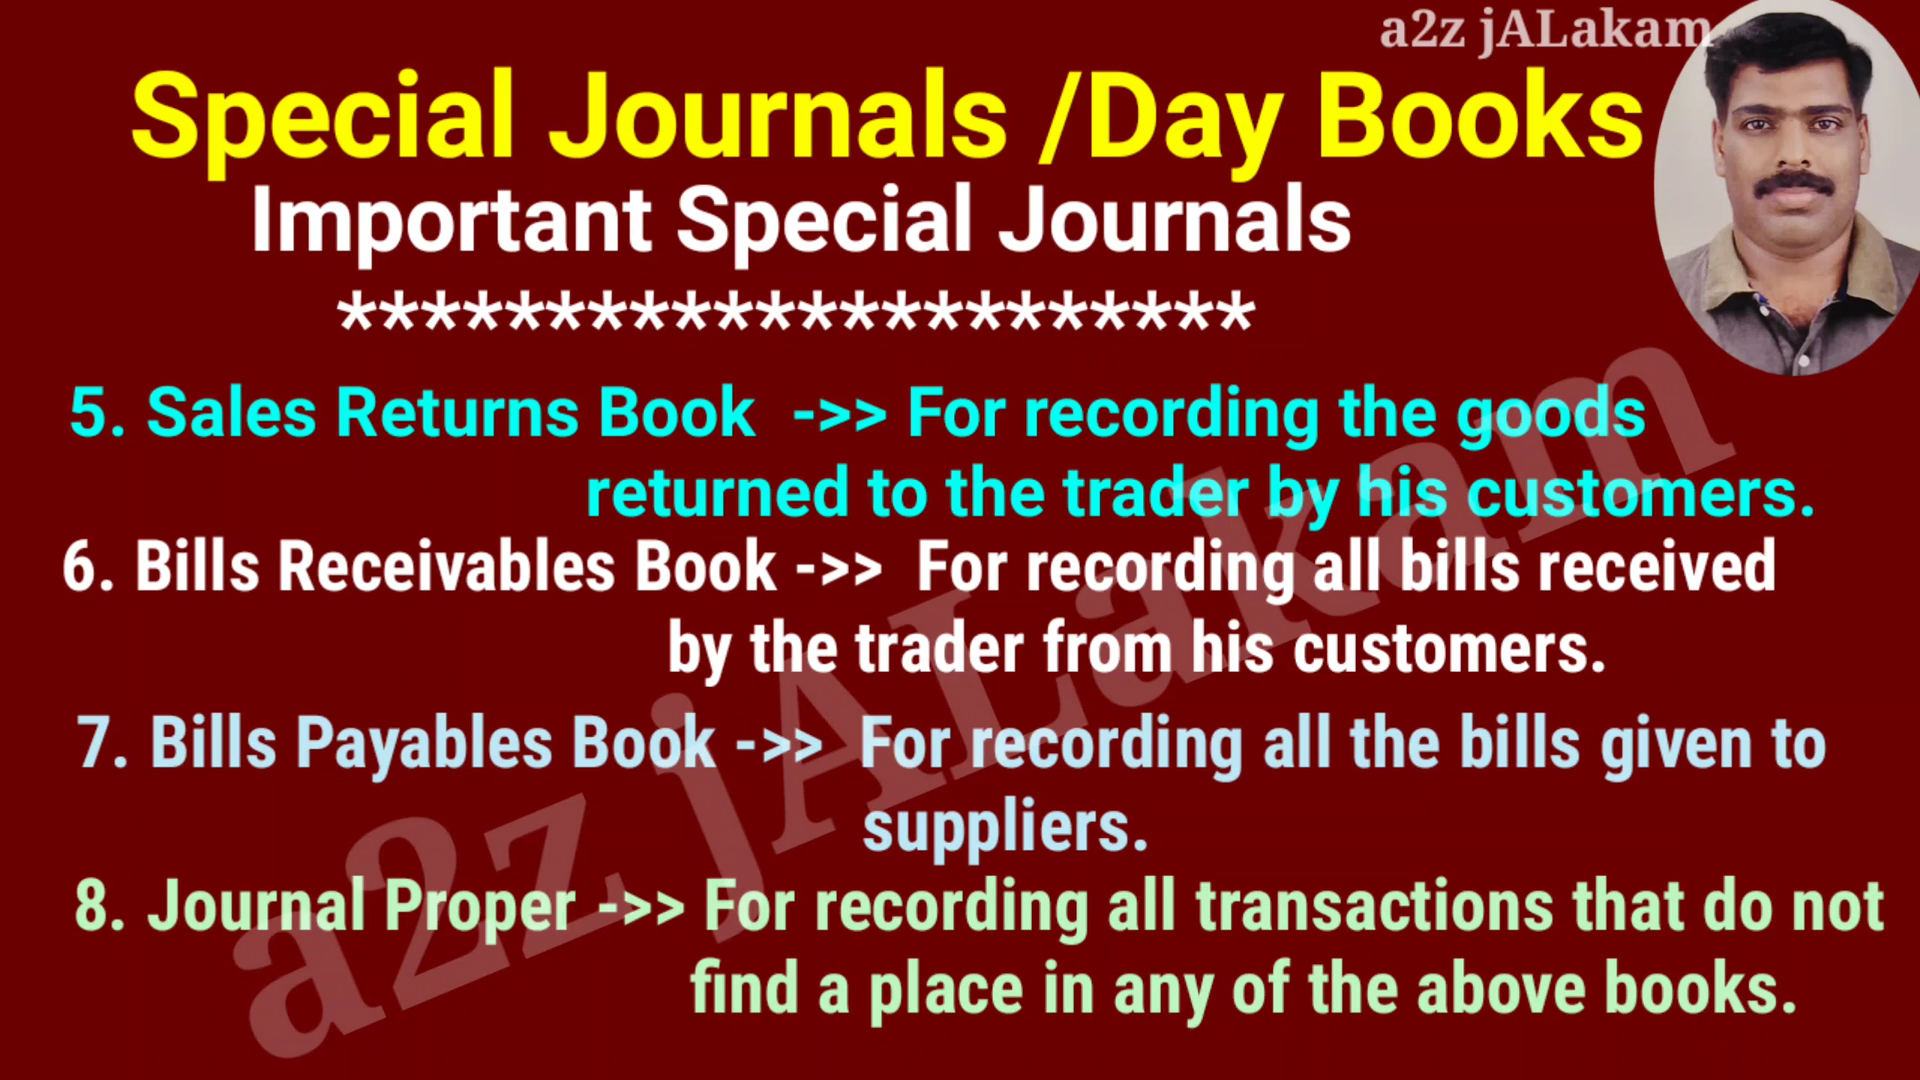 a2z jALakam
Special Journals /Day Books
Important Special Journals
**********************
5. Sales Returns Book ->> For recording the goods
returned to the trader by his customers.
6. Bills Receivables Book ->> For recording all bills received
by the trader from his customers.
7. Bills Payables Book ->> For recording all the bills given to
suppliers.
8. Journal Proper ->> For recording all transactions that do not
find a place in any of the above books.
a2z jALakam